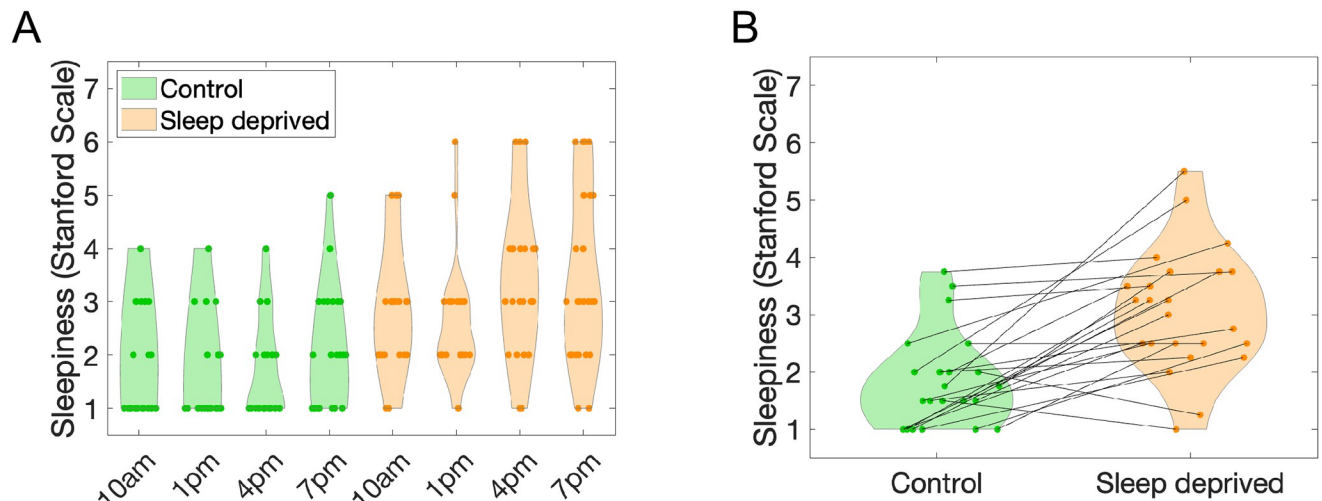 A
Sleepiness (Stanford Scale)
7
6
5
4
3
2
1
Control
Sleep deprived
10am
1pm
4pm
7pm
10am
1pm
4pm
7pm
B
Sleepiness (Stanford Scale)
7
6
5
4
3
2
1
Control
Sleep deprived